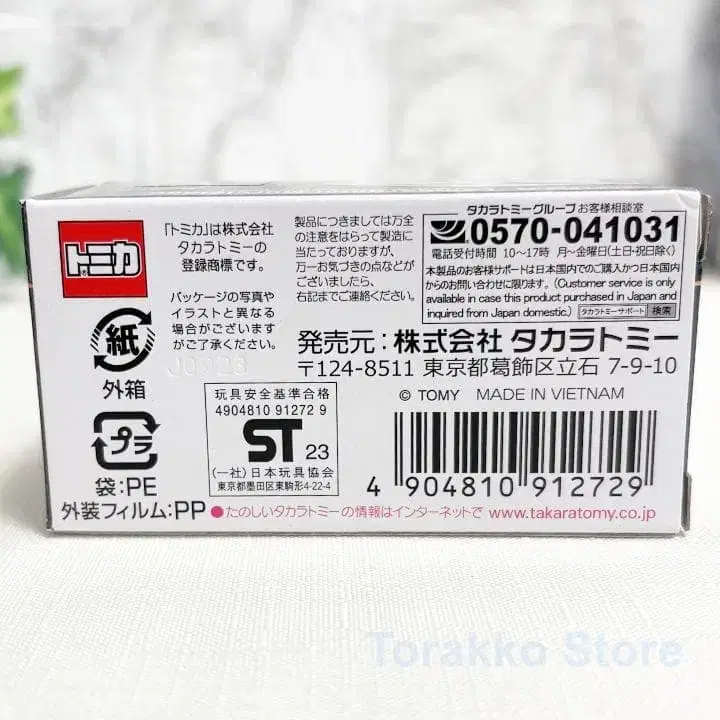 トミカ
「トミカ」は株式会社
タカラトミーの
登録商標です。
パッケージの写真や
イラストと異なる
場合がございます
がご了承ください。
製品につきましては万全
の注意をはらって製造に
当たっておりますが、
万一お気づきの点などが
ございましたら、
右記までご連絡ください。
タカラトミーグループ お客様相談室
0570-041031
電話受付時間 10～17時 月～金曜日(土日・祝日除く)
本製品のお客様サポートは日本国内でのご購入かつ日本国内
からのお問い合わせに限ります。(Customer service is only
available in case this product purchased in Japan and
inquired from Japan domestic.) タカラトミーサポート 検索
発売元:株式会社 タカラトミー
〒124-8511 東京都葛飾区立石 7-9-10
© TOMY MADE IN VIETNAM
紙
外箱
プラ
袋:PE
外装フィルム:PP
玩具安全基準合格
4904810 91272 9
ST 23
(一社)日本玩具協会
東京都墨田区東駒形4-22-4
4 904810 912729
●たのしいタカラトミーの情報はインターネットで www.takaratomy.co.jp
Torakko Store